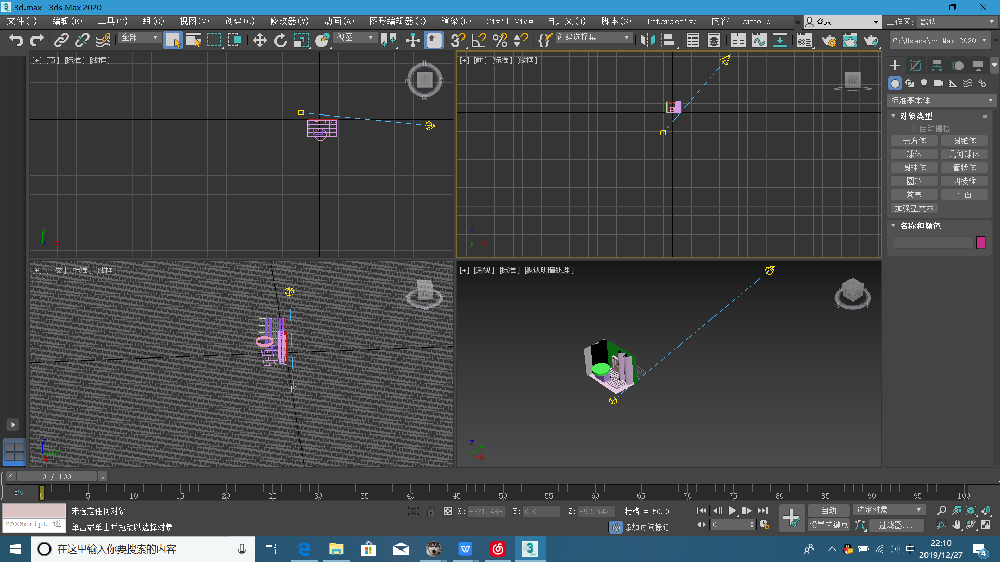 3d.max - 3ds Max 2020
文件(F) 编辑(E) 工具(T) 组(G) 视图(V) 创建(C) 修改器(M) 动画(A) 图形编辑器(D) 渲染(R) Civil View 自定义(U) 脚本(S) Interactive 内容 Arnold » 登录 工作区: 默认
全部 视图 创建选择集 C:\Users\··· Max 2020 »
[+] [顶] [标准] [线框]
北
西 上 东
南
y
z x
[+] [前] [标准] [线框]
前
z
y x
标准基本体
对象类型
自动栅格
长方体 圆锥体
球体 几何球体
圆柱体 管状体
圆环 四棱锥
茶壶 平面
加强型文本
名称和颜色
[+] [正交] [标准] [线框]
z
y
x
[+] [透视] [标准] [默认明暗处理]
z
y
x
0 / 100
0 5 10 15 20 25 30 35 40 45 50 55 60 65 70 75 80 85 90 95 100
未选定任何对象 X: -331.488 Y: 0.0 Z: -92.542 栅格 = 50.0 自动 选定对象
MAXScript 迷 单击或单击并拖动以选择对象 添加时间标记 0 设置关键点 过滤器...
在这里输入你要搜索的内容 中 22:10
2019/12/27 4